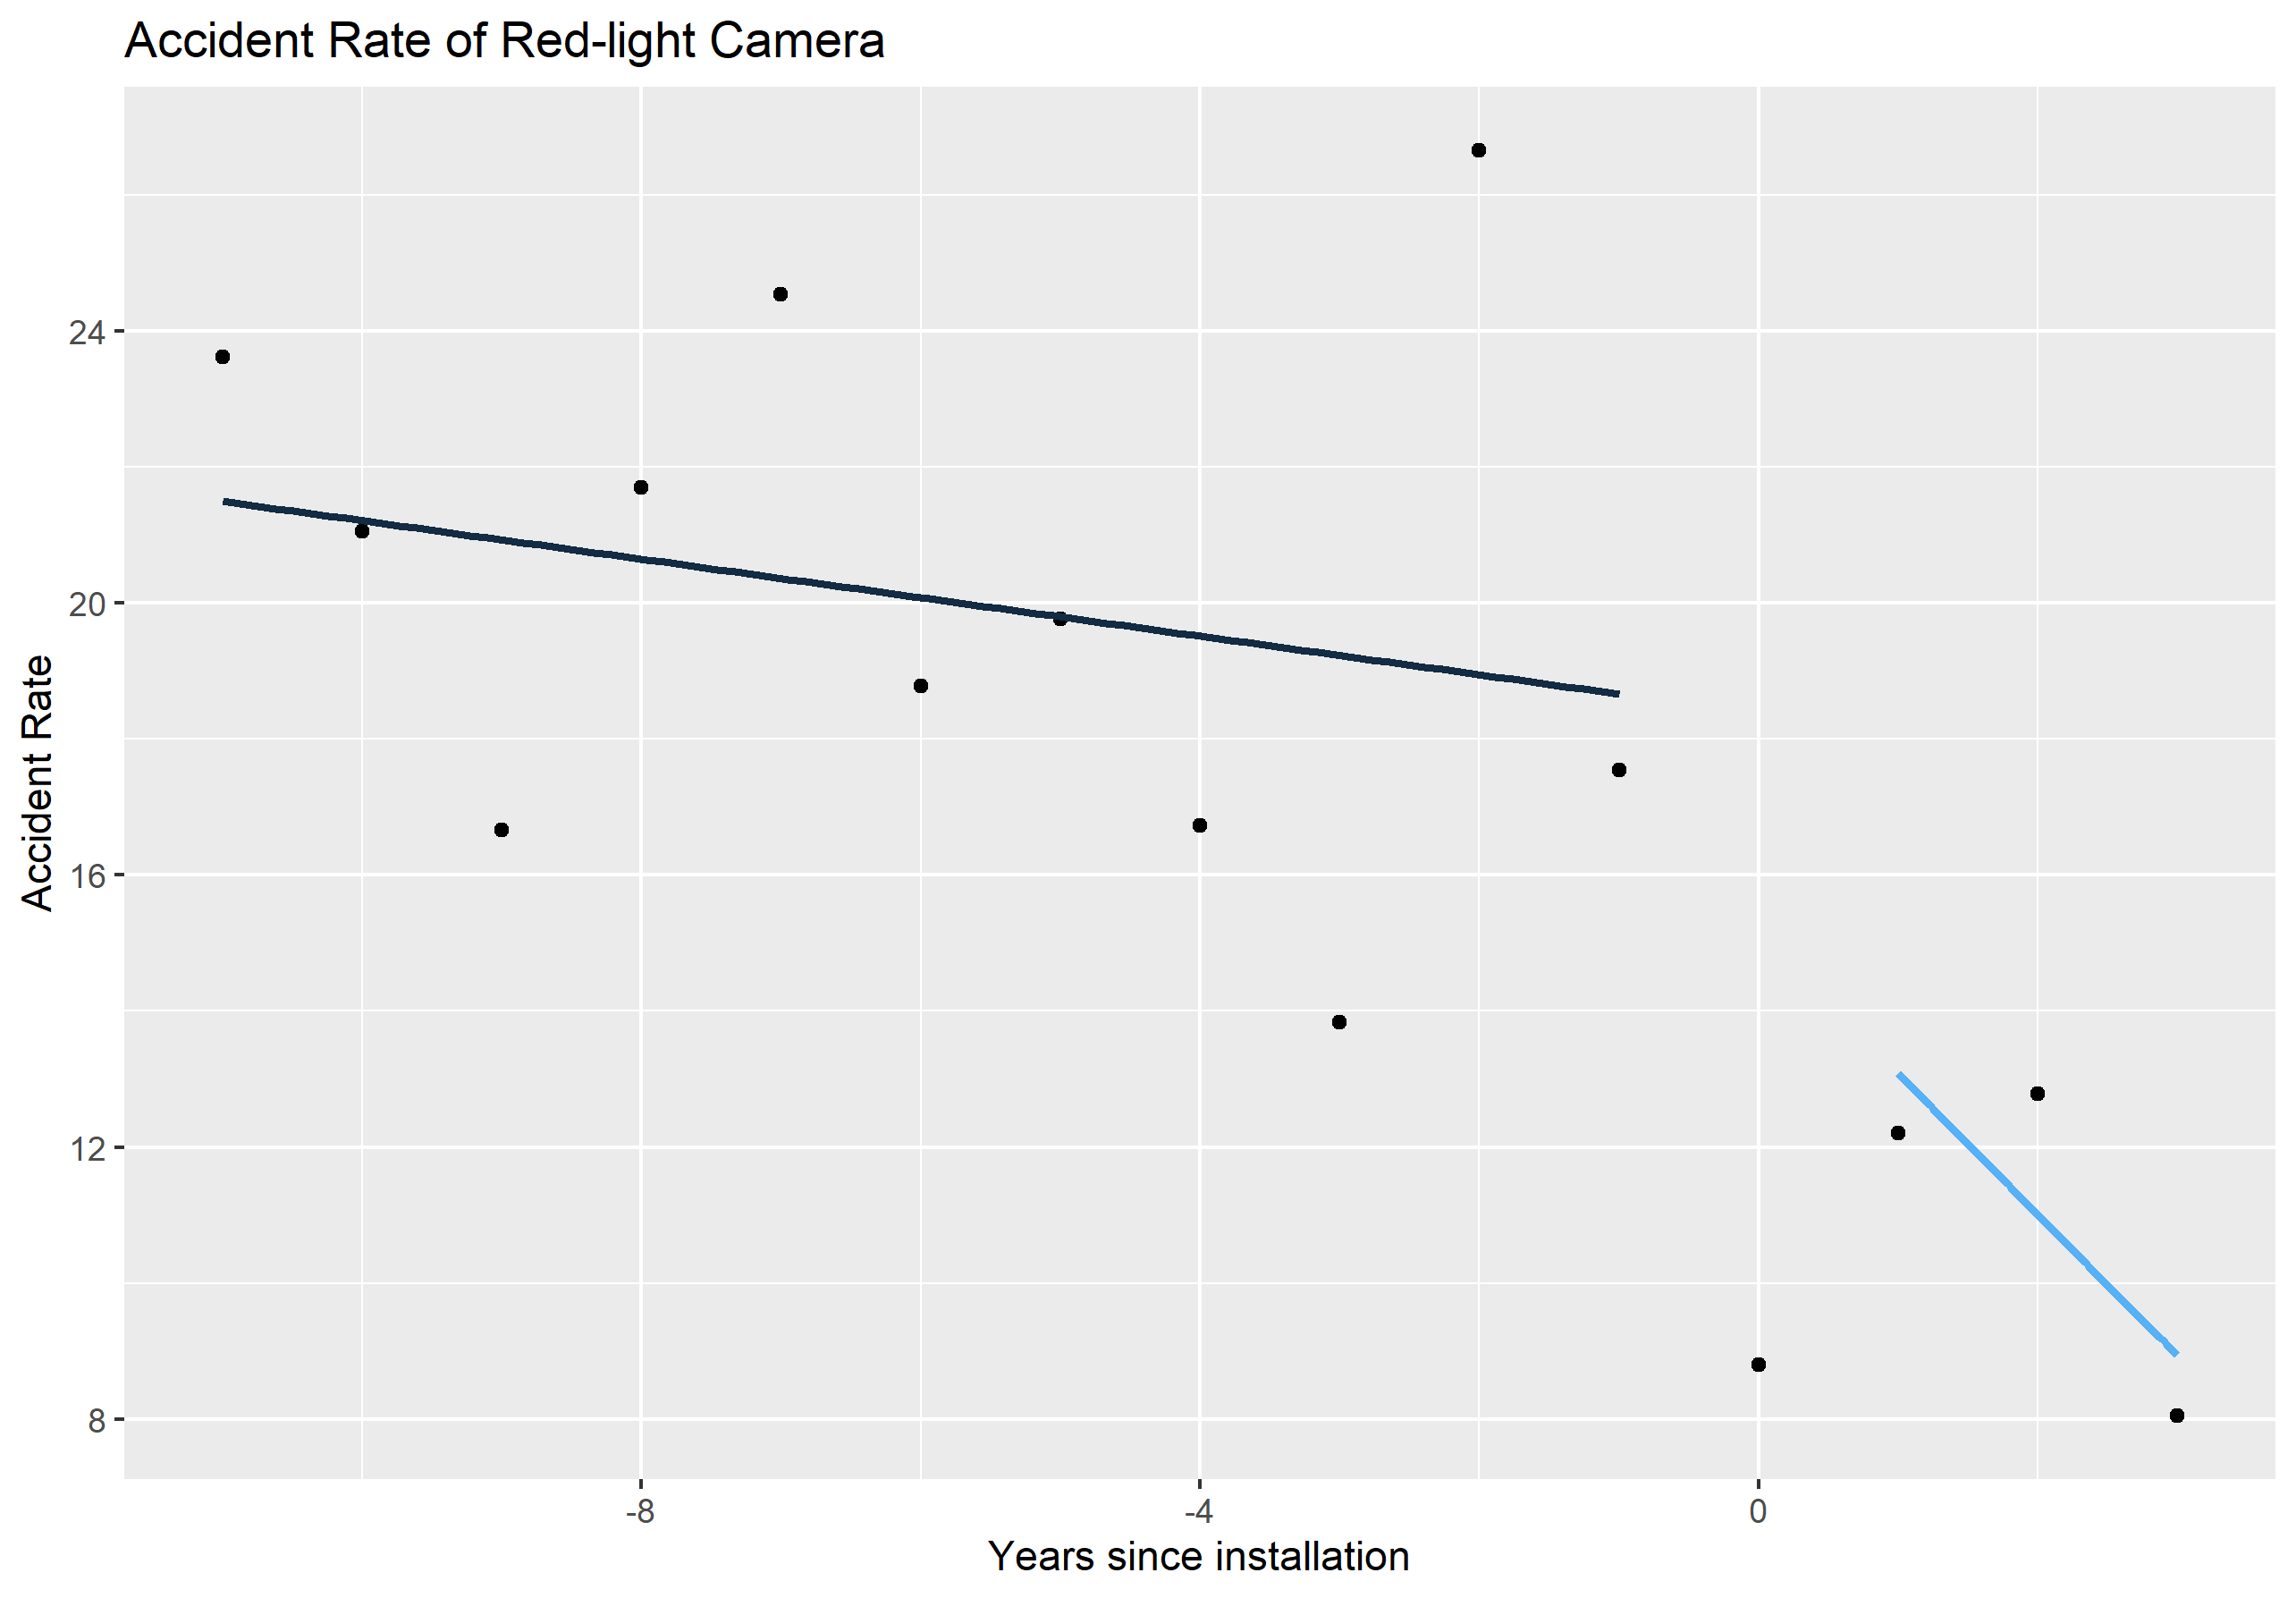 Accident Rate of Red-light Camera
24
20
16
12
8
Accident Rate
-8
-4
0
Years since installation